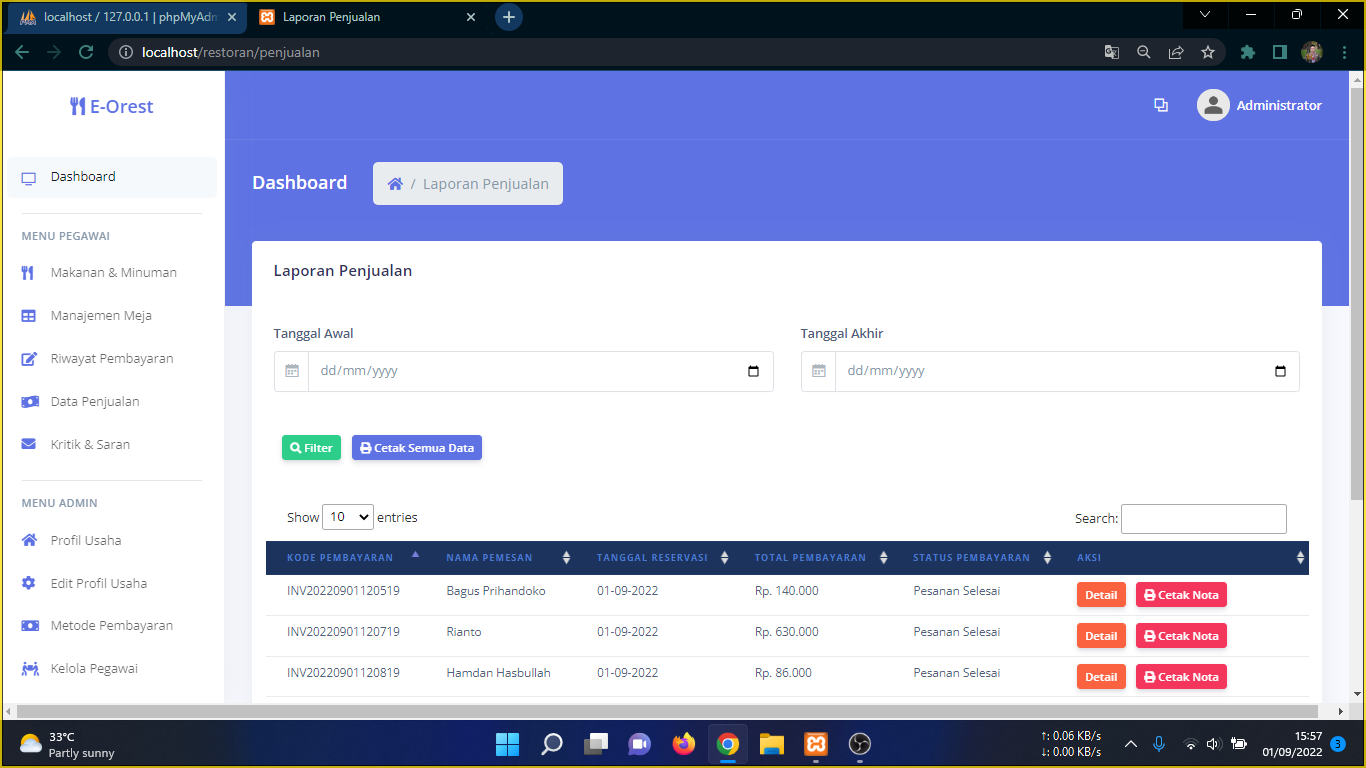 localhost / 127.0.0.1 | phpMyAdm
Laporan Penjualan
localhost/restoran/penjualan
E-Orest
Administrator
Dashboard
Dashboard
/ Laporan Penjualan
MENU PEGAWAI
Makanan & Minuman
Manajemen Meja
Riwayat Pembayaran
Data Penjualan
Kritik & Saran
MENU ADMIN
Profil Usaha
Edit Profil Usaha
Metode Pembayaran
Kelola Pegawai
Laporan Penjualan
Tanggal Awal
Tanggal Akhir
dd/mm/yyyy
dd/mm/yyyy
Filter
Cetak Semua Data
Show 10 entries
Search:
KODE PEMBAYARAN NAMA PEMESAN TANGGAL RESERVASI TOTAL PEMBAYARAN STATUS PEMBAYARAN AKSI
INV20220901120519 Bagus Prihandoko 01-09-2022 Rp. 140.000 Pesanan Selesai Detail Cetak Nota
INV20220901120719 Rianto 01-09-2022 Rp. 630.000 Pesanan Selesai Detail Cetak Nota
INV20220901120819 Hamdan Hasbullah 01-09-2022 Rp. 86.000 Pesanan Selesai Detail Cetak Nota
33°C
Partly sunny
↑: 0.06 KB/s
↓: 0.00 KB/s
15:57
01/09/2022
3